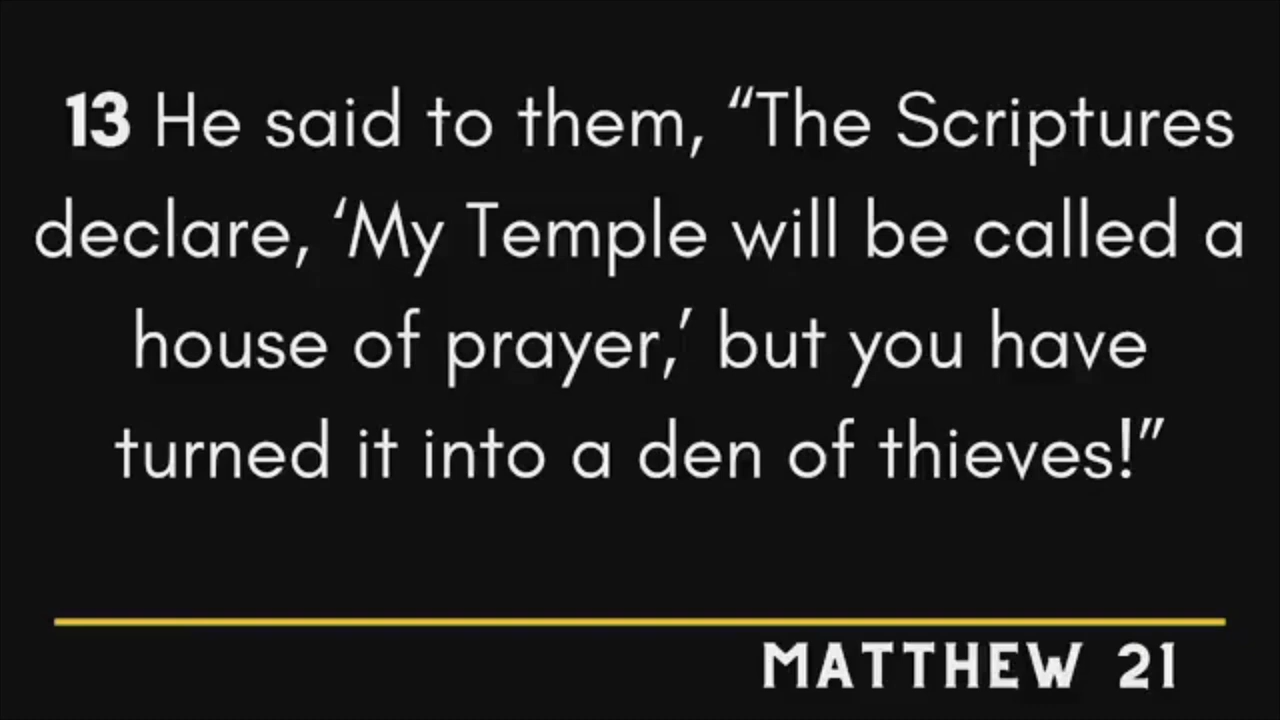 13 He said to them, “The Scriptures
declare, ‘My Temple will be called a
house of prayer,’ but you have
turned it into a den of thieves!”
MATTHEW 21